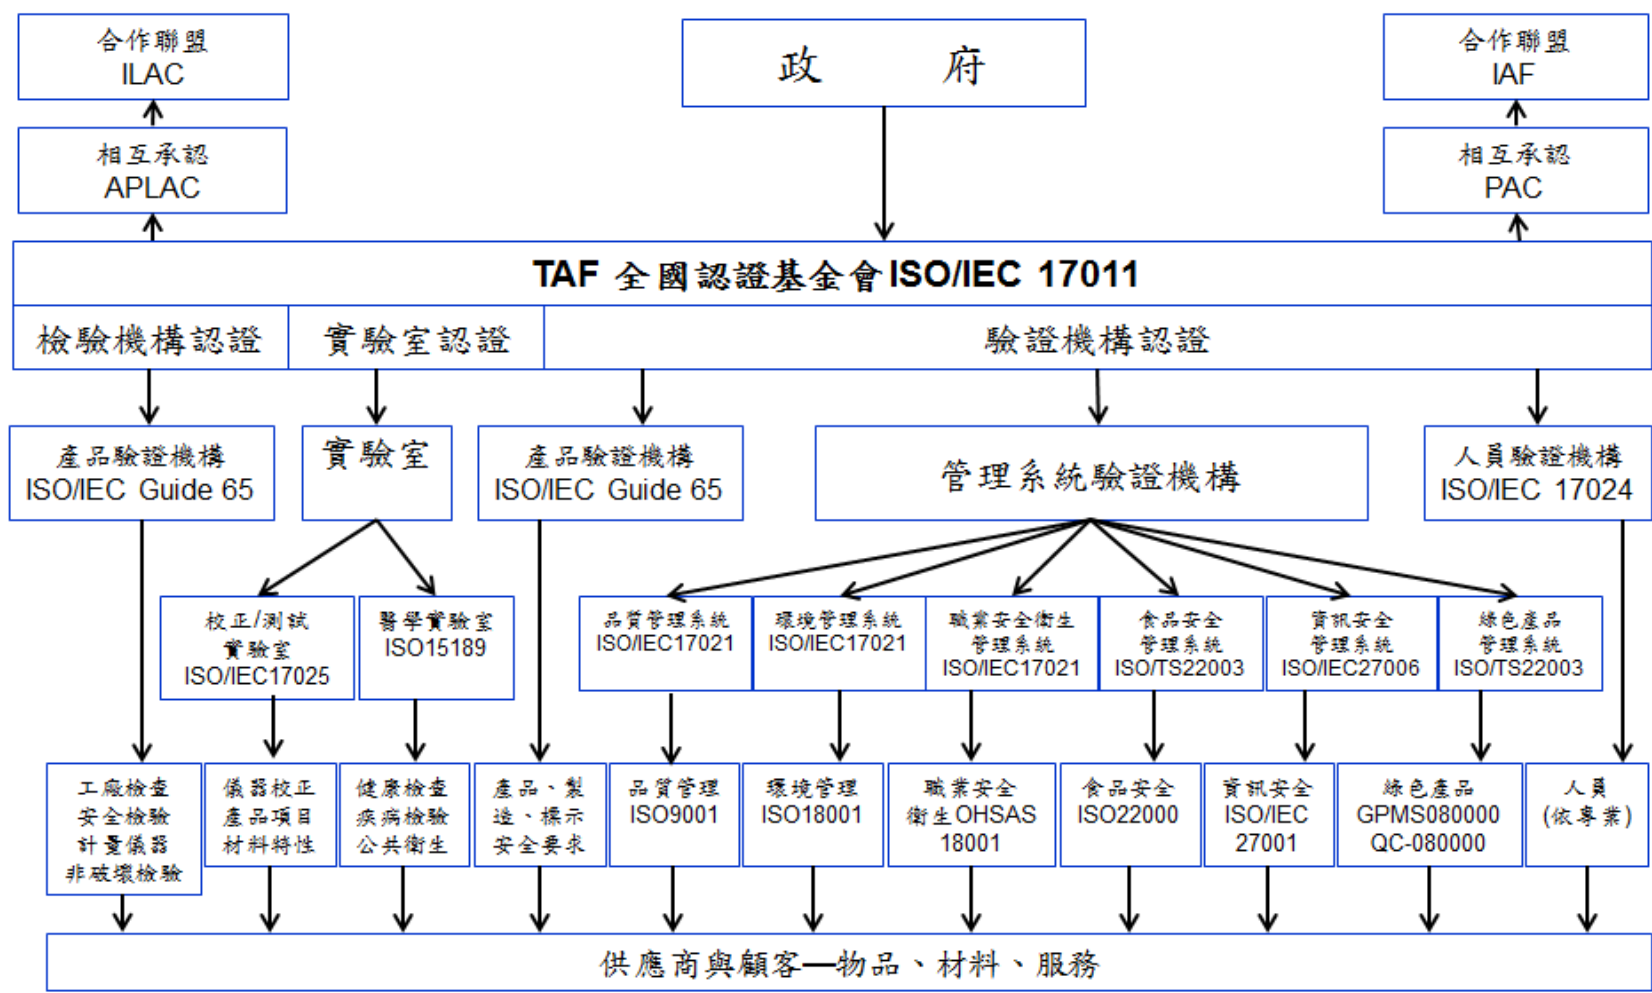 合作聯盟
ILAC
政 府
合作聯盟
IAF
相互承認
APLAC
相互承認
PAC
TAF 全國認證基金會ISO/IEC 17011
檢驗機構認證
實驗室認證
驗證機構認證
產品驗證機構
ISO/IEC Guide 65
實驗室
產品驗證機構
ISO/IEC Guide 65
管理系統驗證機構
人員驗證機構
ISO/IEC 17024
校正/測試
實驗室
ISO/IEC17025
醫學實驗室
ISO15189
品質管理系統
ISO/IEC17021
環境管理系統
ISO/IEC17021
職業安全衛生
管理系統
ISO/IEC17021
食品安全
管理系統
ISO/TS22003
資訊安全
管理系統
ISO/IEC27006
綠色產品
管理系統
ISO/TS22003
工廠檢查
安全檢驗
計量儀器
非破壞檢驗
儀器校正
產品項目
材料特性
健康檢查
疾病檢驗
公共衛生
產品、製
造、標示
安全要求
品質管理
ISO9001
環境管理
ISO18001
職業安全
衛生OHSAS
18001
食品安全
ISO22000
資訊安全
ISO/IEC
27001
綠色產品
GPMS080000
QC-080000
人員
(依專業)
供應商與顧客—物品、材料、服務